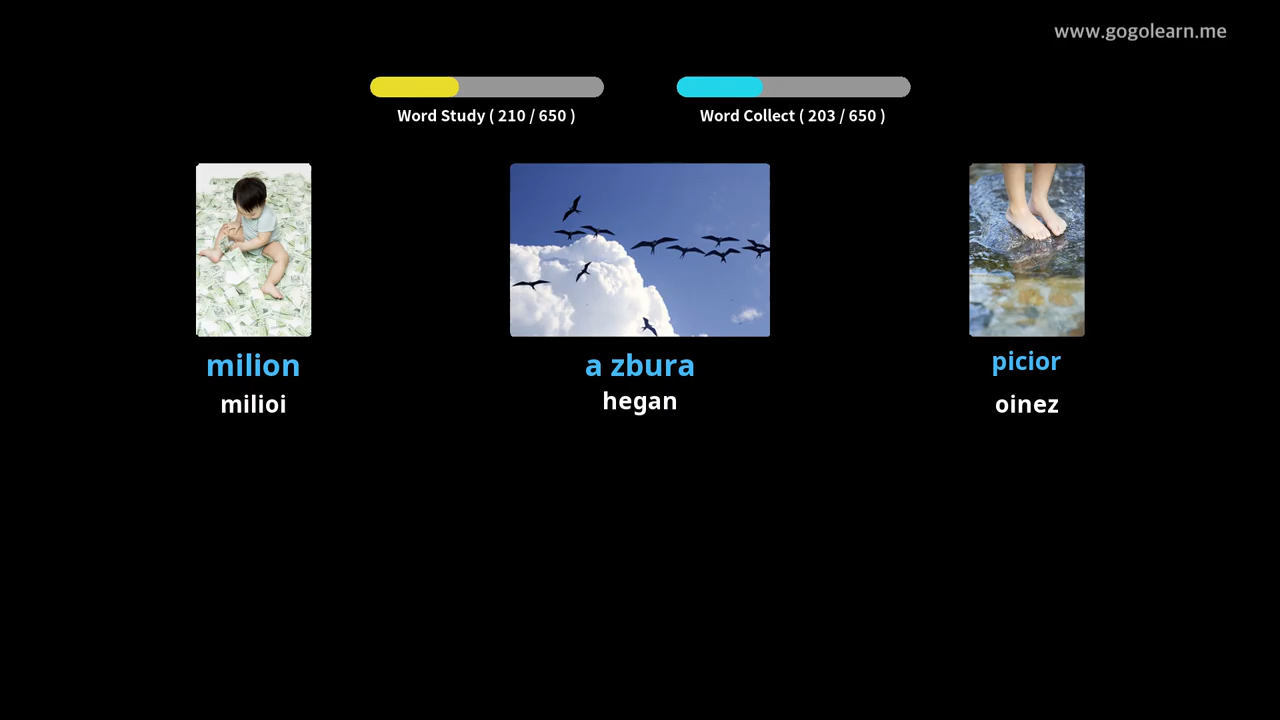 www.gogolearn.me
Word Study ( 210 / 650 )
Word Collect ( 203 / 650 )
milion
milioi
a zbura
hegan
picior
oinez